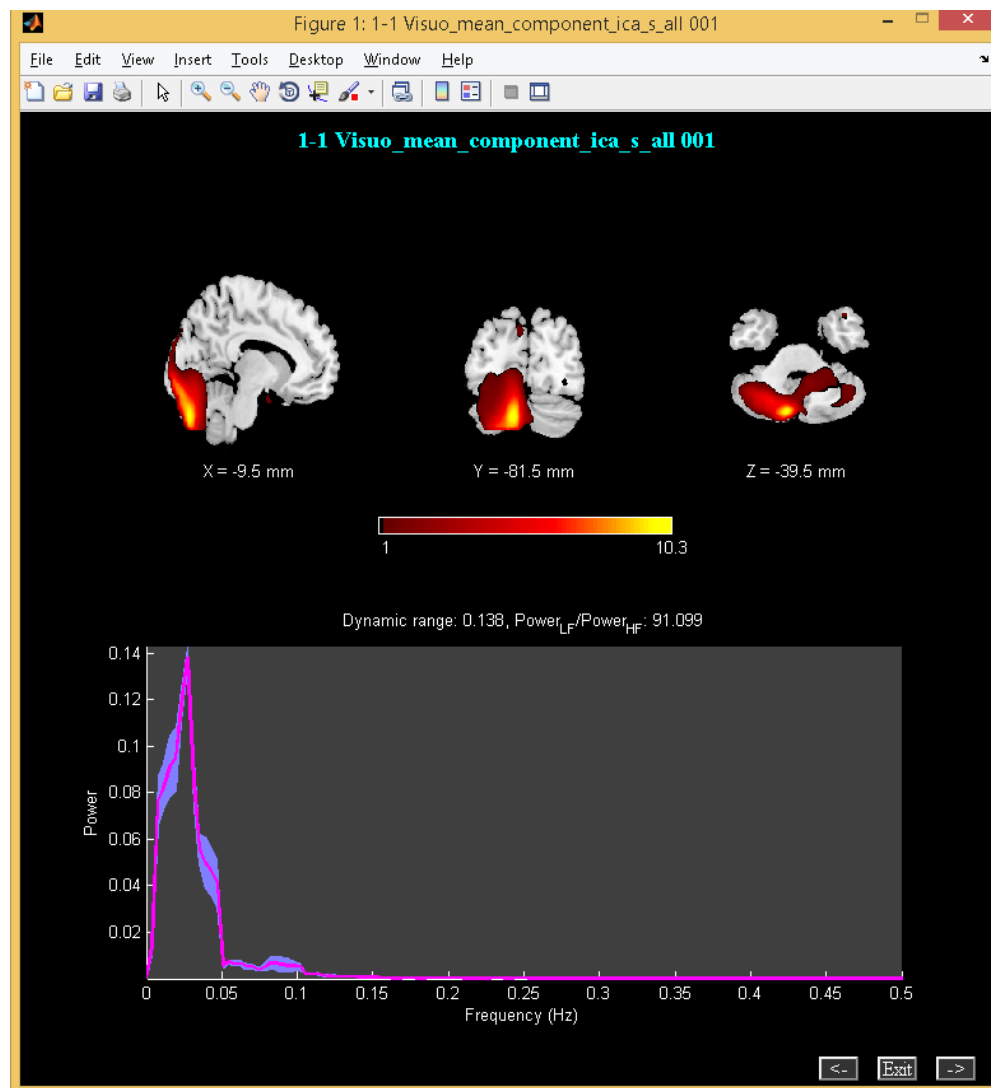 Figure 1: 1-1 Visuo_mean_component_ica_s_all 001
File Edit View Insert Tools Desktop Window Help
1-1 Visuo_mean_component_ica_s_all 001
X = -9.5 mm
Y = -81.5 mm
Z = -39.5 mm
1
10.3
Dynamic range: 0.138, Power_LF/Power_HF: 91.099
0.14
0.12
0.1
0.08
0.06
0.04
0.02
Power
0 0.05 0.1 0.15 0.2 0.25 0.3 0.35 0.4 0.45 0.5
Frequency (Hz)
<- Exit ->